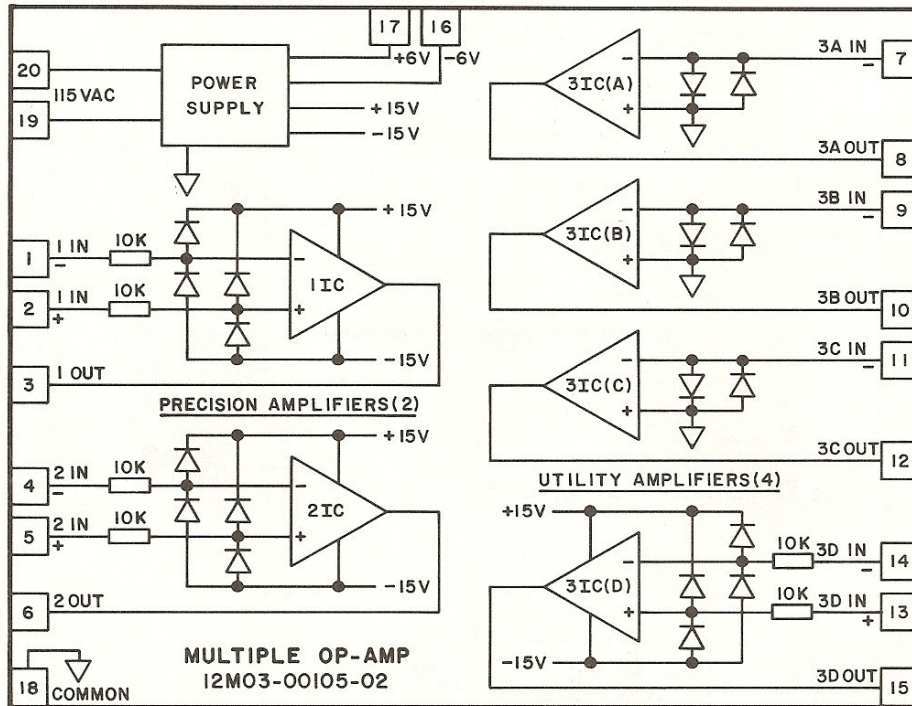 17
16
+6V
-6V
20
115VAC
19
POWER
SUPPLY
+15V
-15V
+15V
1
1 IN
-
10K
-
1IC
2
1 IN
+
10K
+
-15V
3
1 OUT
PRECISION AMPLIFIERS(2)
+15V
4
2 IN
-
10K
-
2IC
5
2 IN
+
10K
+
-15V
6
2 OUT
18
COMMON
MULTIPLE OP-AMP
12M03-00105-02
3IC(A)
-
+
3A IN
-
7
3A OUT
8
3IC(B)
-
+
3B IN
-
9
3B OUT
10
3IC(C)
-
+
3C IN
-
11
3C OUT
12
UTILITY AMPLIFIERS(4)
+15V
3IC(D)
-
+
10K
3D IN
-
14
10K
3D IN
+
13
-15V
3D OUT
15